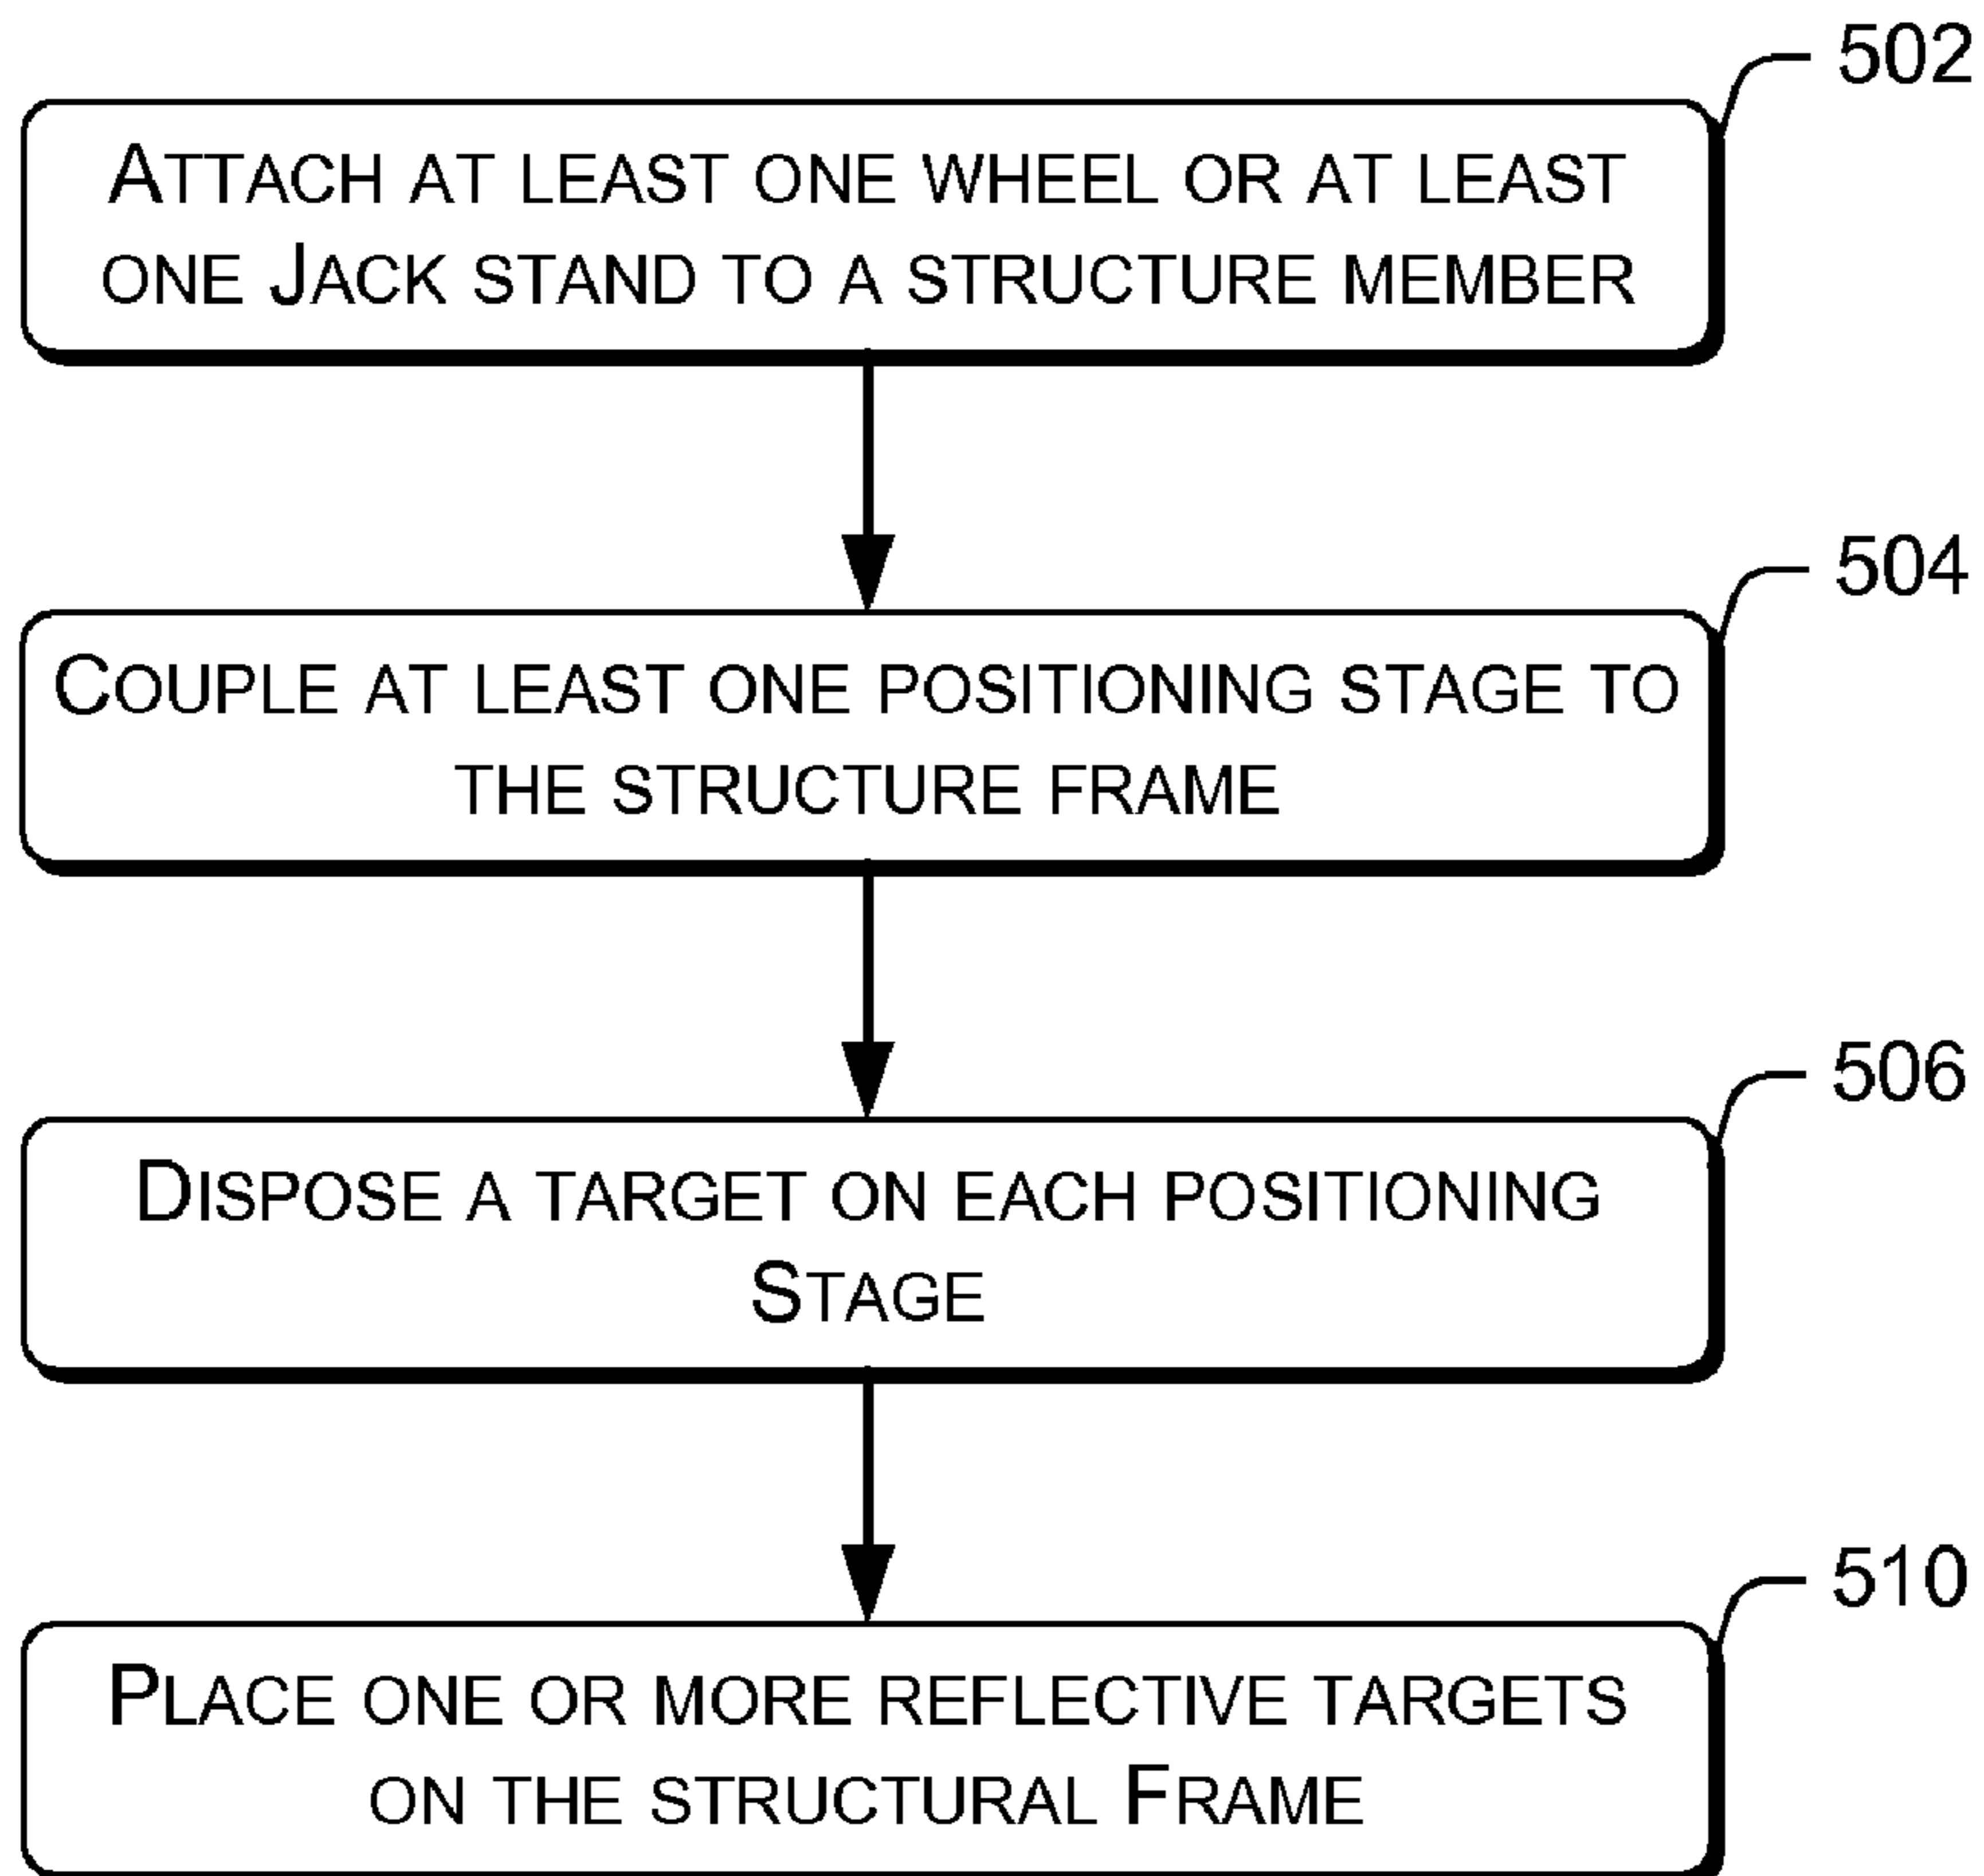 502
ATTACH AT LEAST ONE WHEEL OR AT LEAST
ONE JACK STAND TO A STRUCTURE MEMBER
504
COUPLE AT LEAST ONE POSITIONING STAGE TO
THE STRUCTURE FRAME
506
DISPOSE A TARGET ON EACH POSITIONING
STAGE
510
PLACE ONE OR MORE REFLECTIVE TARGETS
ON THE STRUCTURAL FRAME